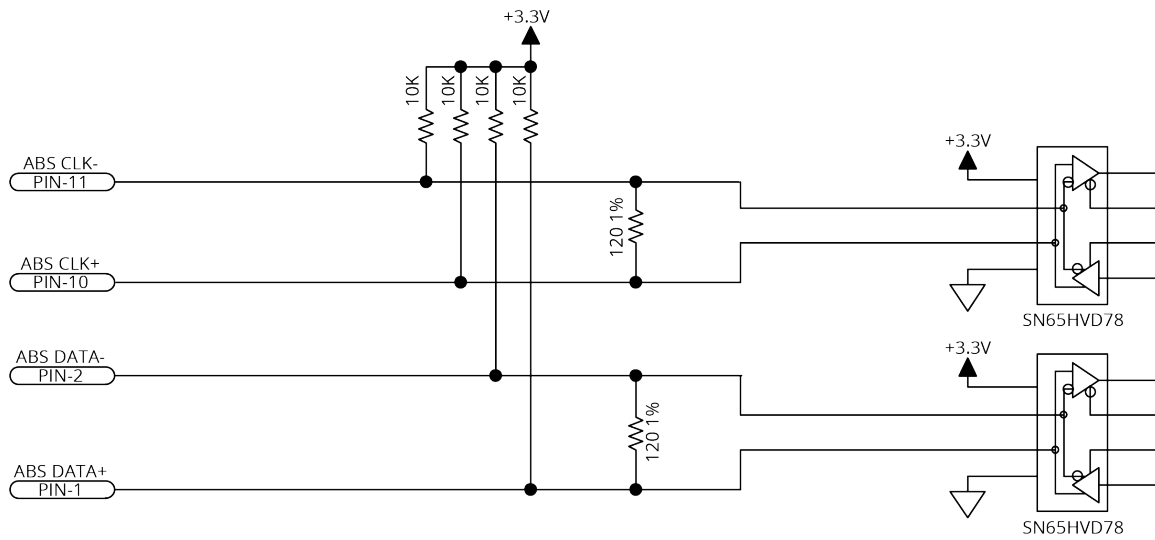 +3.3V
10K
10K
10K
10K
ABS CLK-
PIN-11
+3.3V
120 1%
ABS CLK+
PIN-10
SN65HVD78
ABS DATA-
PIN-2
+3.3V
120 1%
ABS DATA+
PIN-1
SN65HVD78